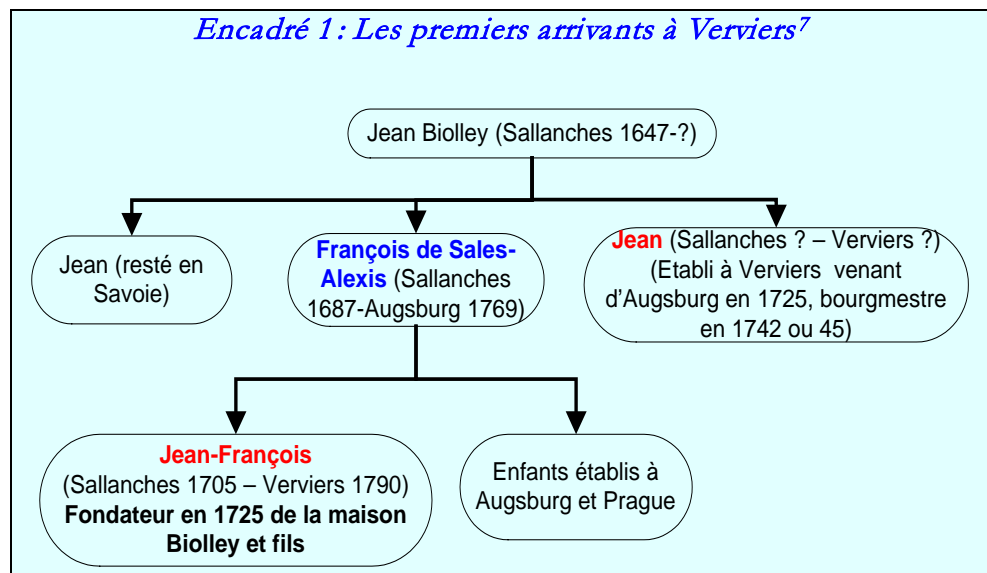 Encadré 1 : Les premiers arrivants à Verviers⁷
Jean Biolley (Sallanches 1647-?)
Jean (resté en
Savoie)
François de Sales-
Alexis (Sallanches
1687-Augsburg 1769)
Jean (Sallanches ? – Verviers ?)
(Etabli à Verviers venant
d'Augsburg en 1725, bourgmestre
en 1742 ou 45)
Jean-François
(Sallanches 1705 – Verviers 1790)
Fondateur en 1725 de la maison
Biolley et fils
Enfants établis à
Augsburg et Prague